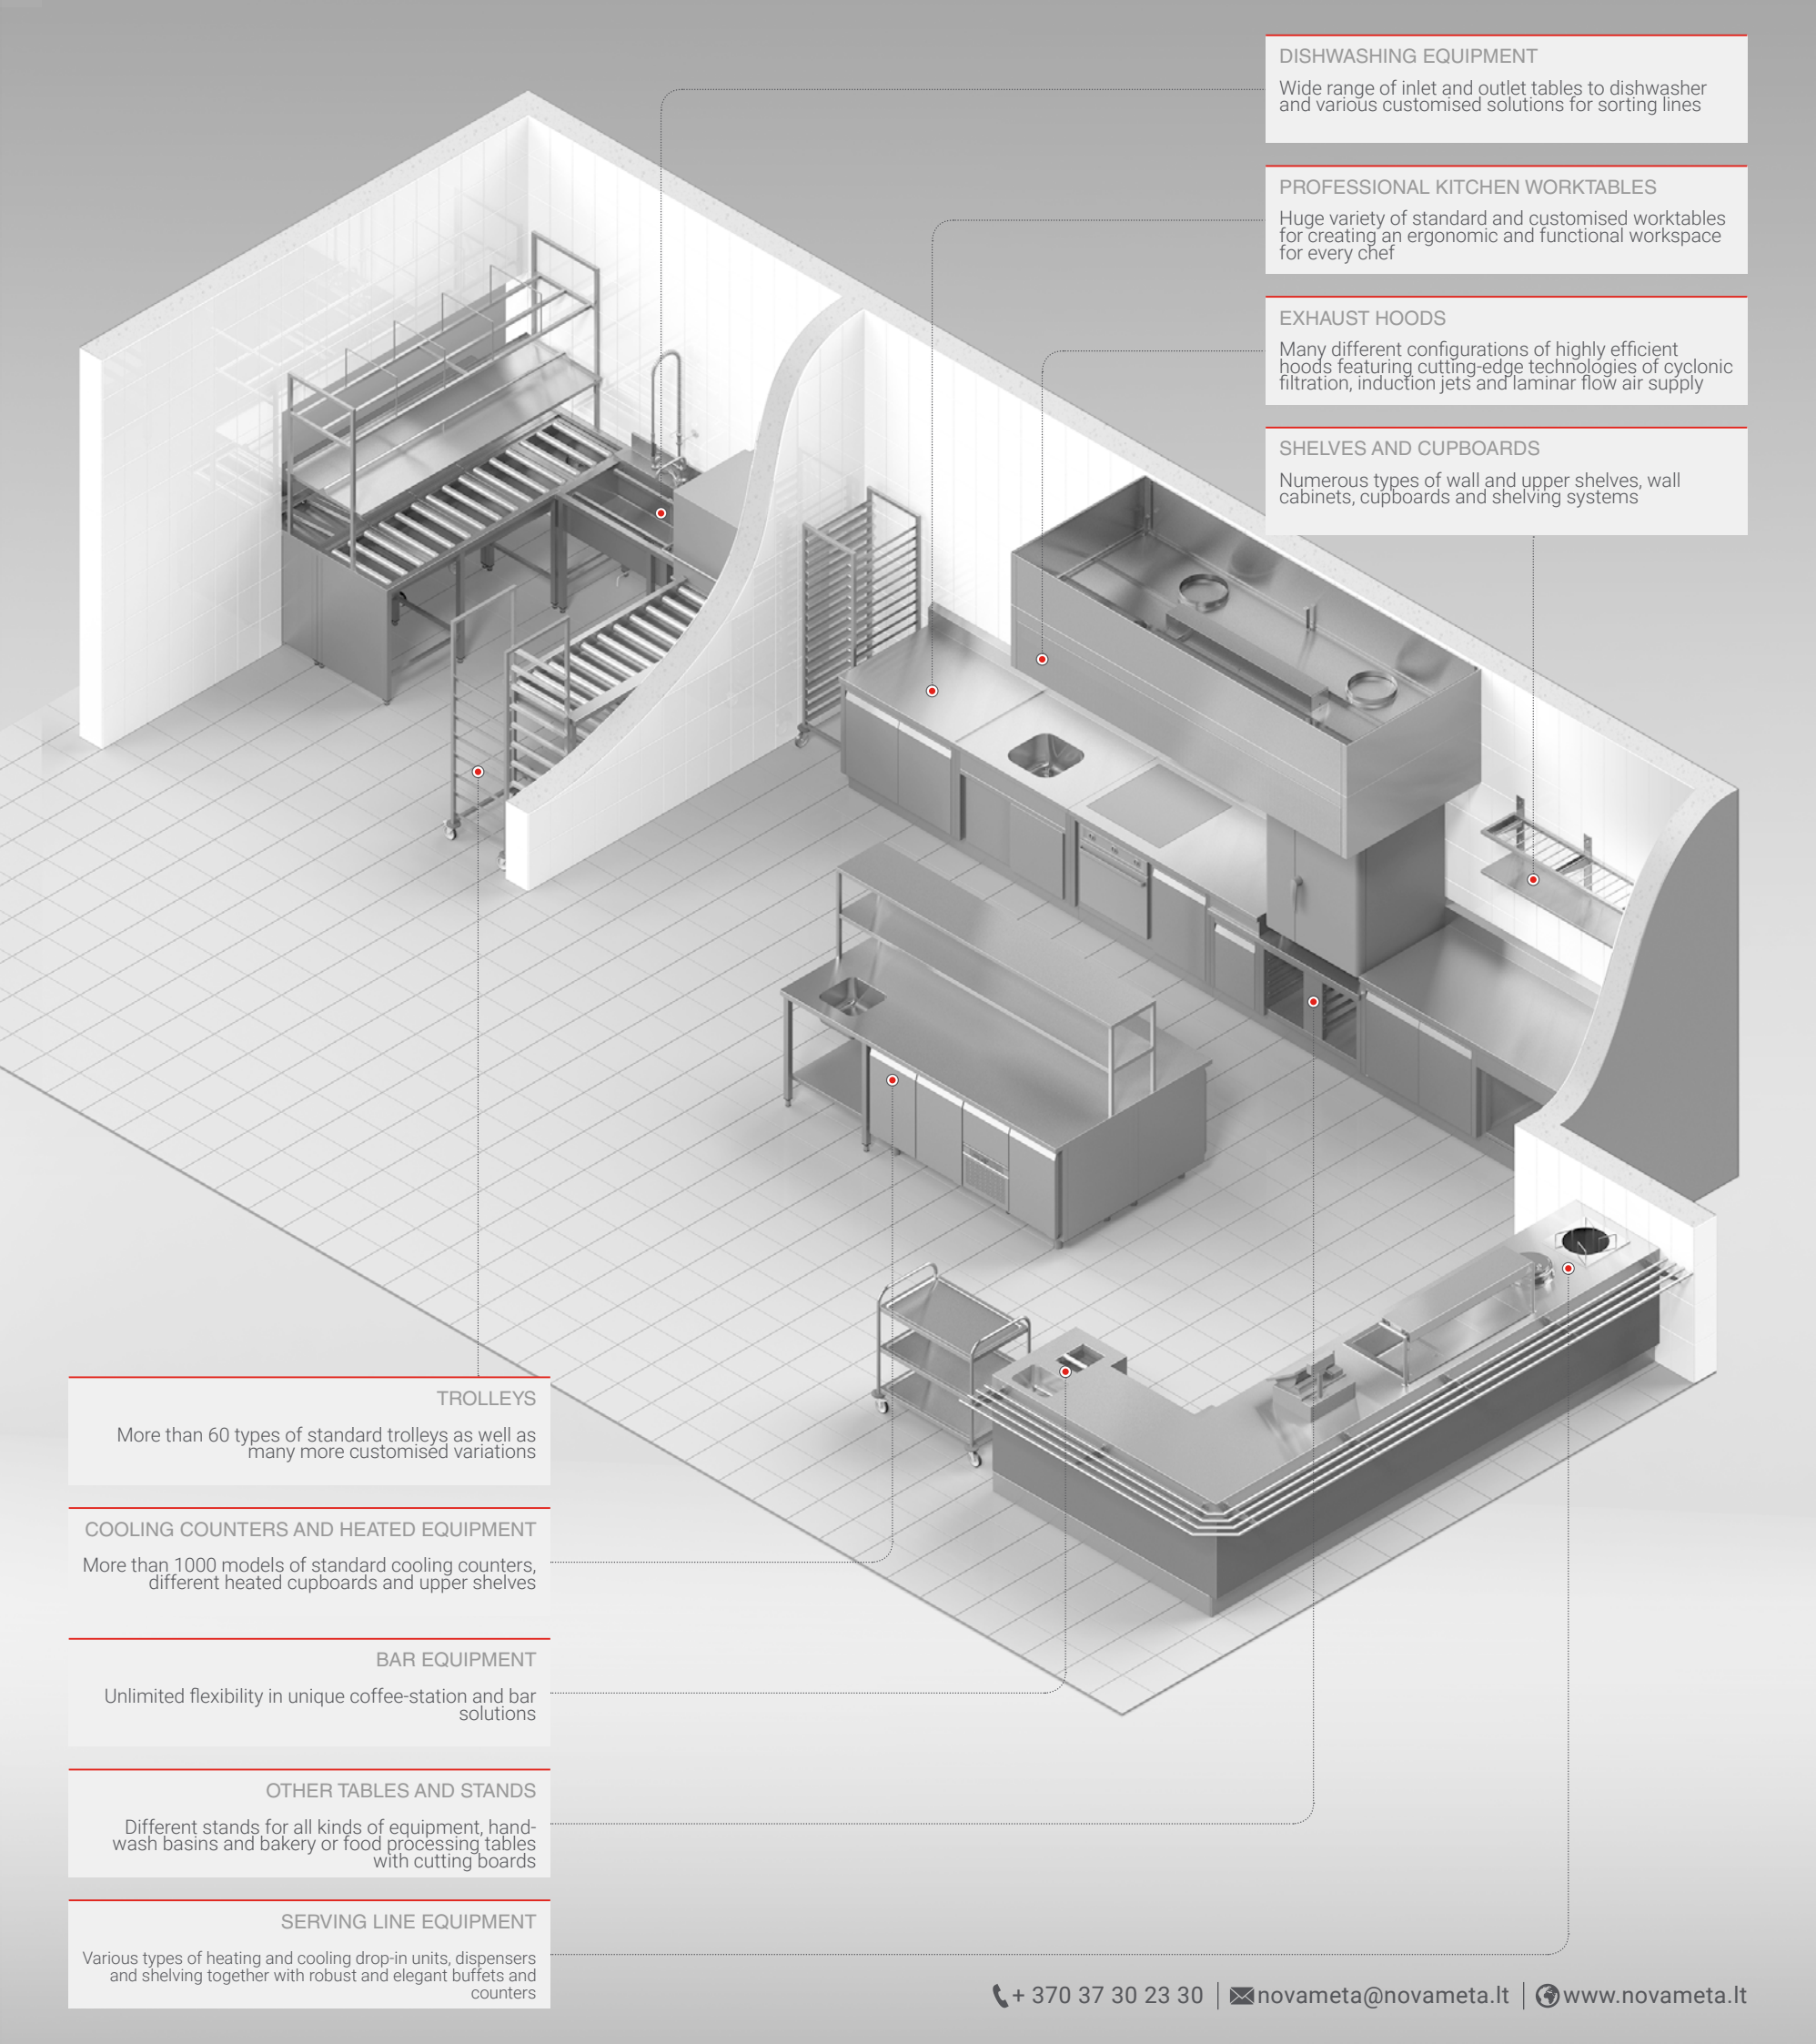 DISHWASHING EQUIPMENT
Wide range of inlet and outlet tables to dishwasher
and various customised solutions for sorting lines
PROFESSIONAL KITCHEN WORKTABLES
Huge variety of standard and customised worktables
for creating an ergonomic and functional workspace
for every chef
EXHAUST HOODS
Many different configurations of highly efficient
hoods featuring cutting-edge technologies of cyclonic
filtration, induction jets and laminar flow air supply
SHELVES AND CUPBOARDS
Numerous types of wall and upper shelves, wall
cabinets, cupboards and shelving systems
TROLLEYS
More than 60 types of standard trolleys as well as
many more customised variations
COOLING COUNTERS AND HEATED EQUIPMENT
More than 1000 models of standard cooling counters,
different heated cupboards and upper shelves
BAR EQUIPMENT
Unlimited flexibility in unique coffee-station and bar
solutions
OTHER TABLES AND STANDS
Different stands for all kinds of equipment, hand-
wash basins and bakery or food processing tables
with cutting boards
SERVING LINE EQUIPMENT
Various types of heating and cooling drop-in units, dispensers
and shelving together with robust and elegant buffets and
counters
+ 370 37 30 23 30 | novameta@novameta.lt | www.novameta.lt